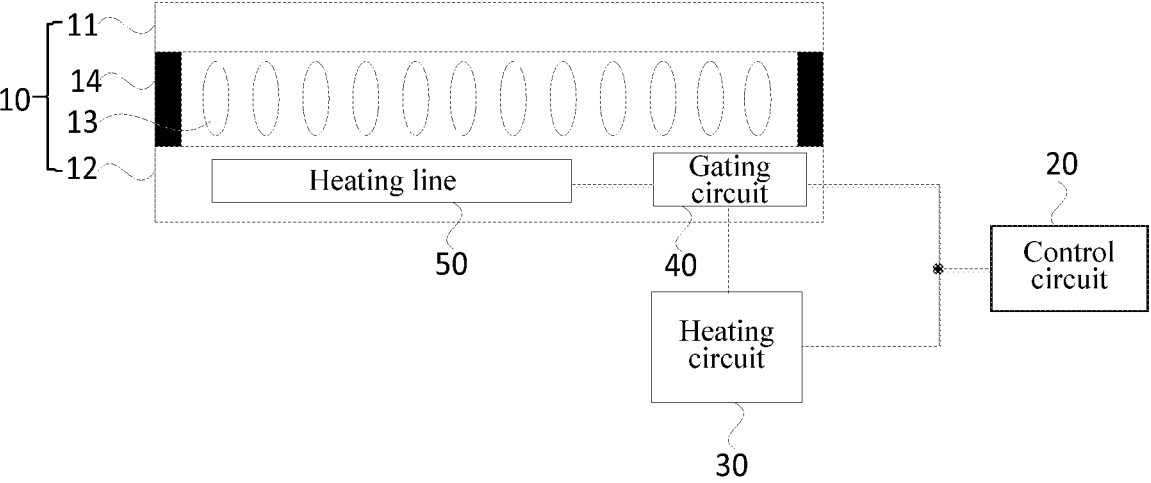 11
14
10
13
12
Heating line
Gating
circuit
20
50
40
Control
circuit
Heating
circuit
30